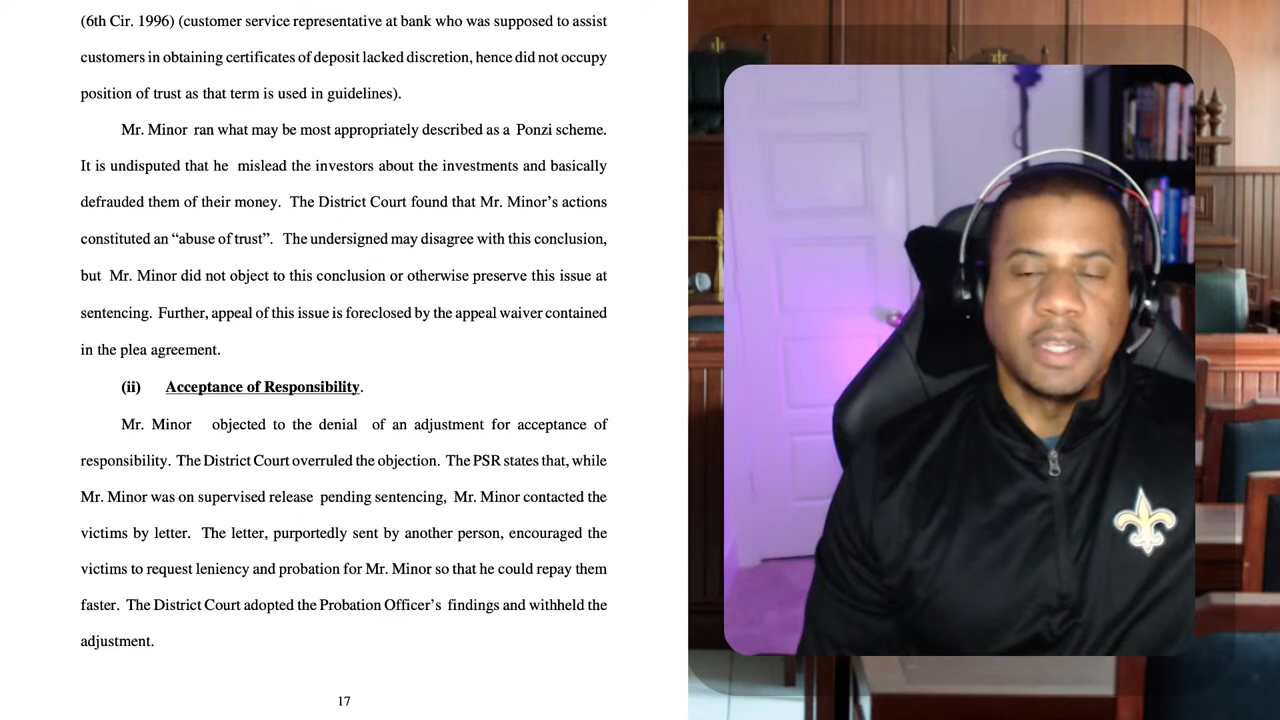 (6th Cir. 1996) (customer service representative at bank who was supposed to assist
customers in obtaining certificates of deposit lacked discretion, hence did not occupy
position of trust as that term is used in guidelines).
Mr. Minor ran what may be most appropriately described as a Ponzi scheme.
It is undisputed that he mislead the investors about the investments and basically
defrauded them of their money. The District Court found that Mr. Minor’s actions
constituted an “abuse of trust”. The undersigned may disagree with this conclusion,
but Mr. Minor did not object to this conclusion or otherwise preserve this issue at
sentencing. Further, appeal of this issue is foreclosed by the appeal waiver contained
in the plea agreement.
(ii) Acceptance of Responsibility.
Mr. Minor objected to the denial of an adjustment for acceptance of
responsibility. The District Court overruled the objection. The PSR states that, while
Mr. Minor was on supervised release pending sentencing, Mr. Minor contacted the
victims by letter. The letter, purportedly sent by another person, encouraged the
victims to request leniency and probation for Mr. Minor so that he could repay them
faster. The District Court adopted the Probation Officer’s findings and withheld the
adjustment.
17